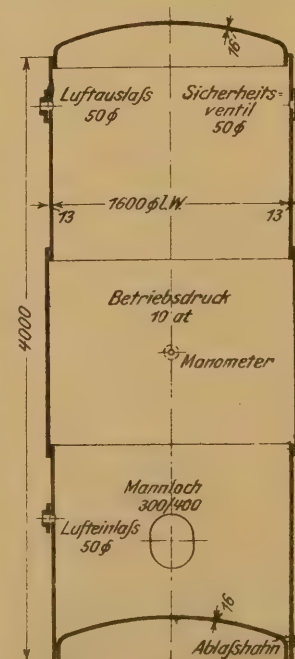 16
Luftauslaß
50ϕ
Sicherheits=
ventil
50ϕ
1600ϕ l.W.
13
13
4000
Betriebsdruck
10 at
Manometer
Mannloch
300/400
Lufteinlaß
50ϕ
16
Ablaßhahn